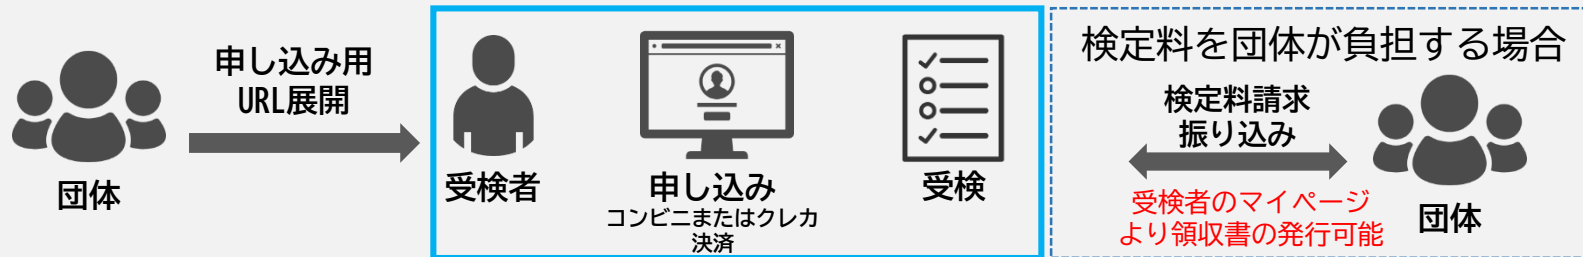 団体
申し込み用
URL展開
受検者
申し込み
コンビニまたはクレカ
決済
受検
検定料を団体が負担する場合
検定料請求
振り込み
受検者のマイページ
より領収書の発行可能
団体